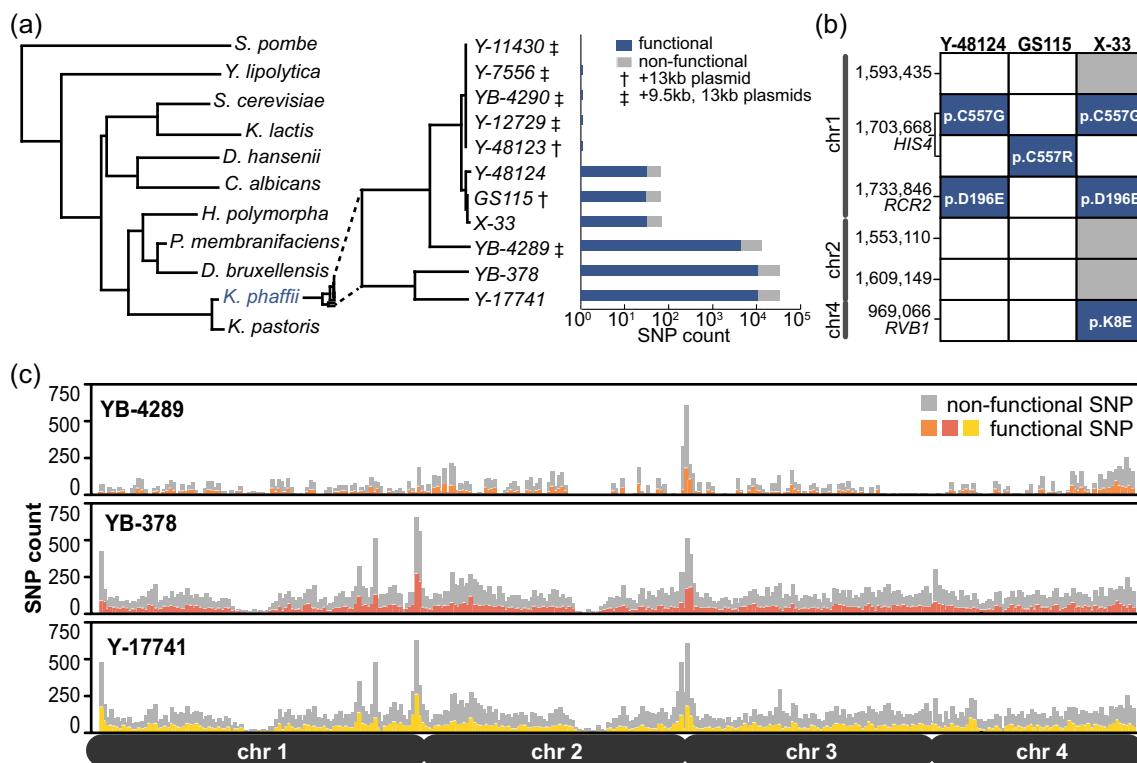 (a)
S. pombe
Y. lipolytica
S. cerevisiae
K. lactis
D. hansenii
C. albicans
H. polymorpha
P. membranifaciens
D. bruxellensis
K. phaffii
K. pastoris
Y-11430 ‡
Y-7556 ‡
YB-4290 ‡
Y-12729 ‡
Y-48123 †
Y-48124
GS115 †
X-33
YB-4289 ‡
YB-378
Y-17741
functional
non-functional
† +13kb plasmid
‡ +9.5kb, 13kb plasmids
10⁰ 10¹ 10² 10³ 10⁴ 10⁵
SNP count
(b)
Y-48124 GS115 X-33
chr1
1,593,435
1,703,668
HIS4
p.C557G p.C557G
p.C557R
1,733,846
RCR2
p.D196E p.D196E
chr2
1,553,110
1,609,149
chr4
969,066
RVB1
p.K8E
(c)
SNP count
750
500
250
0
YB-4289
non-functional SNP
functional SNP
750
500
250
0
YB-378
750
500
250
0
Y-17741
chr 1 chr 2 chr 3 chr 4